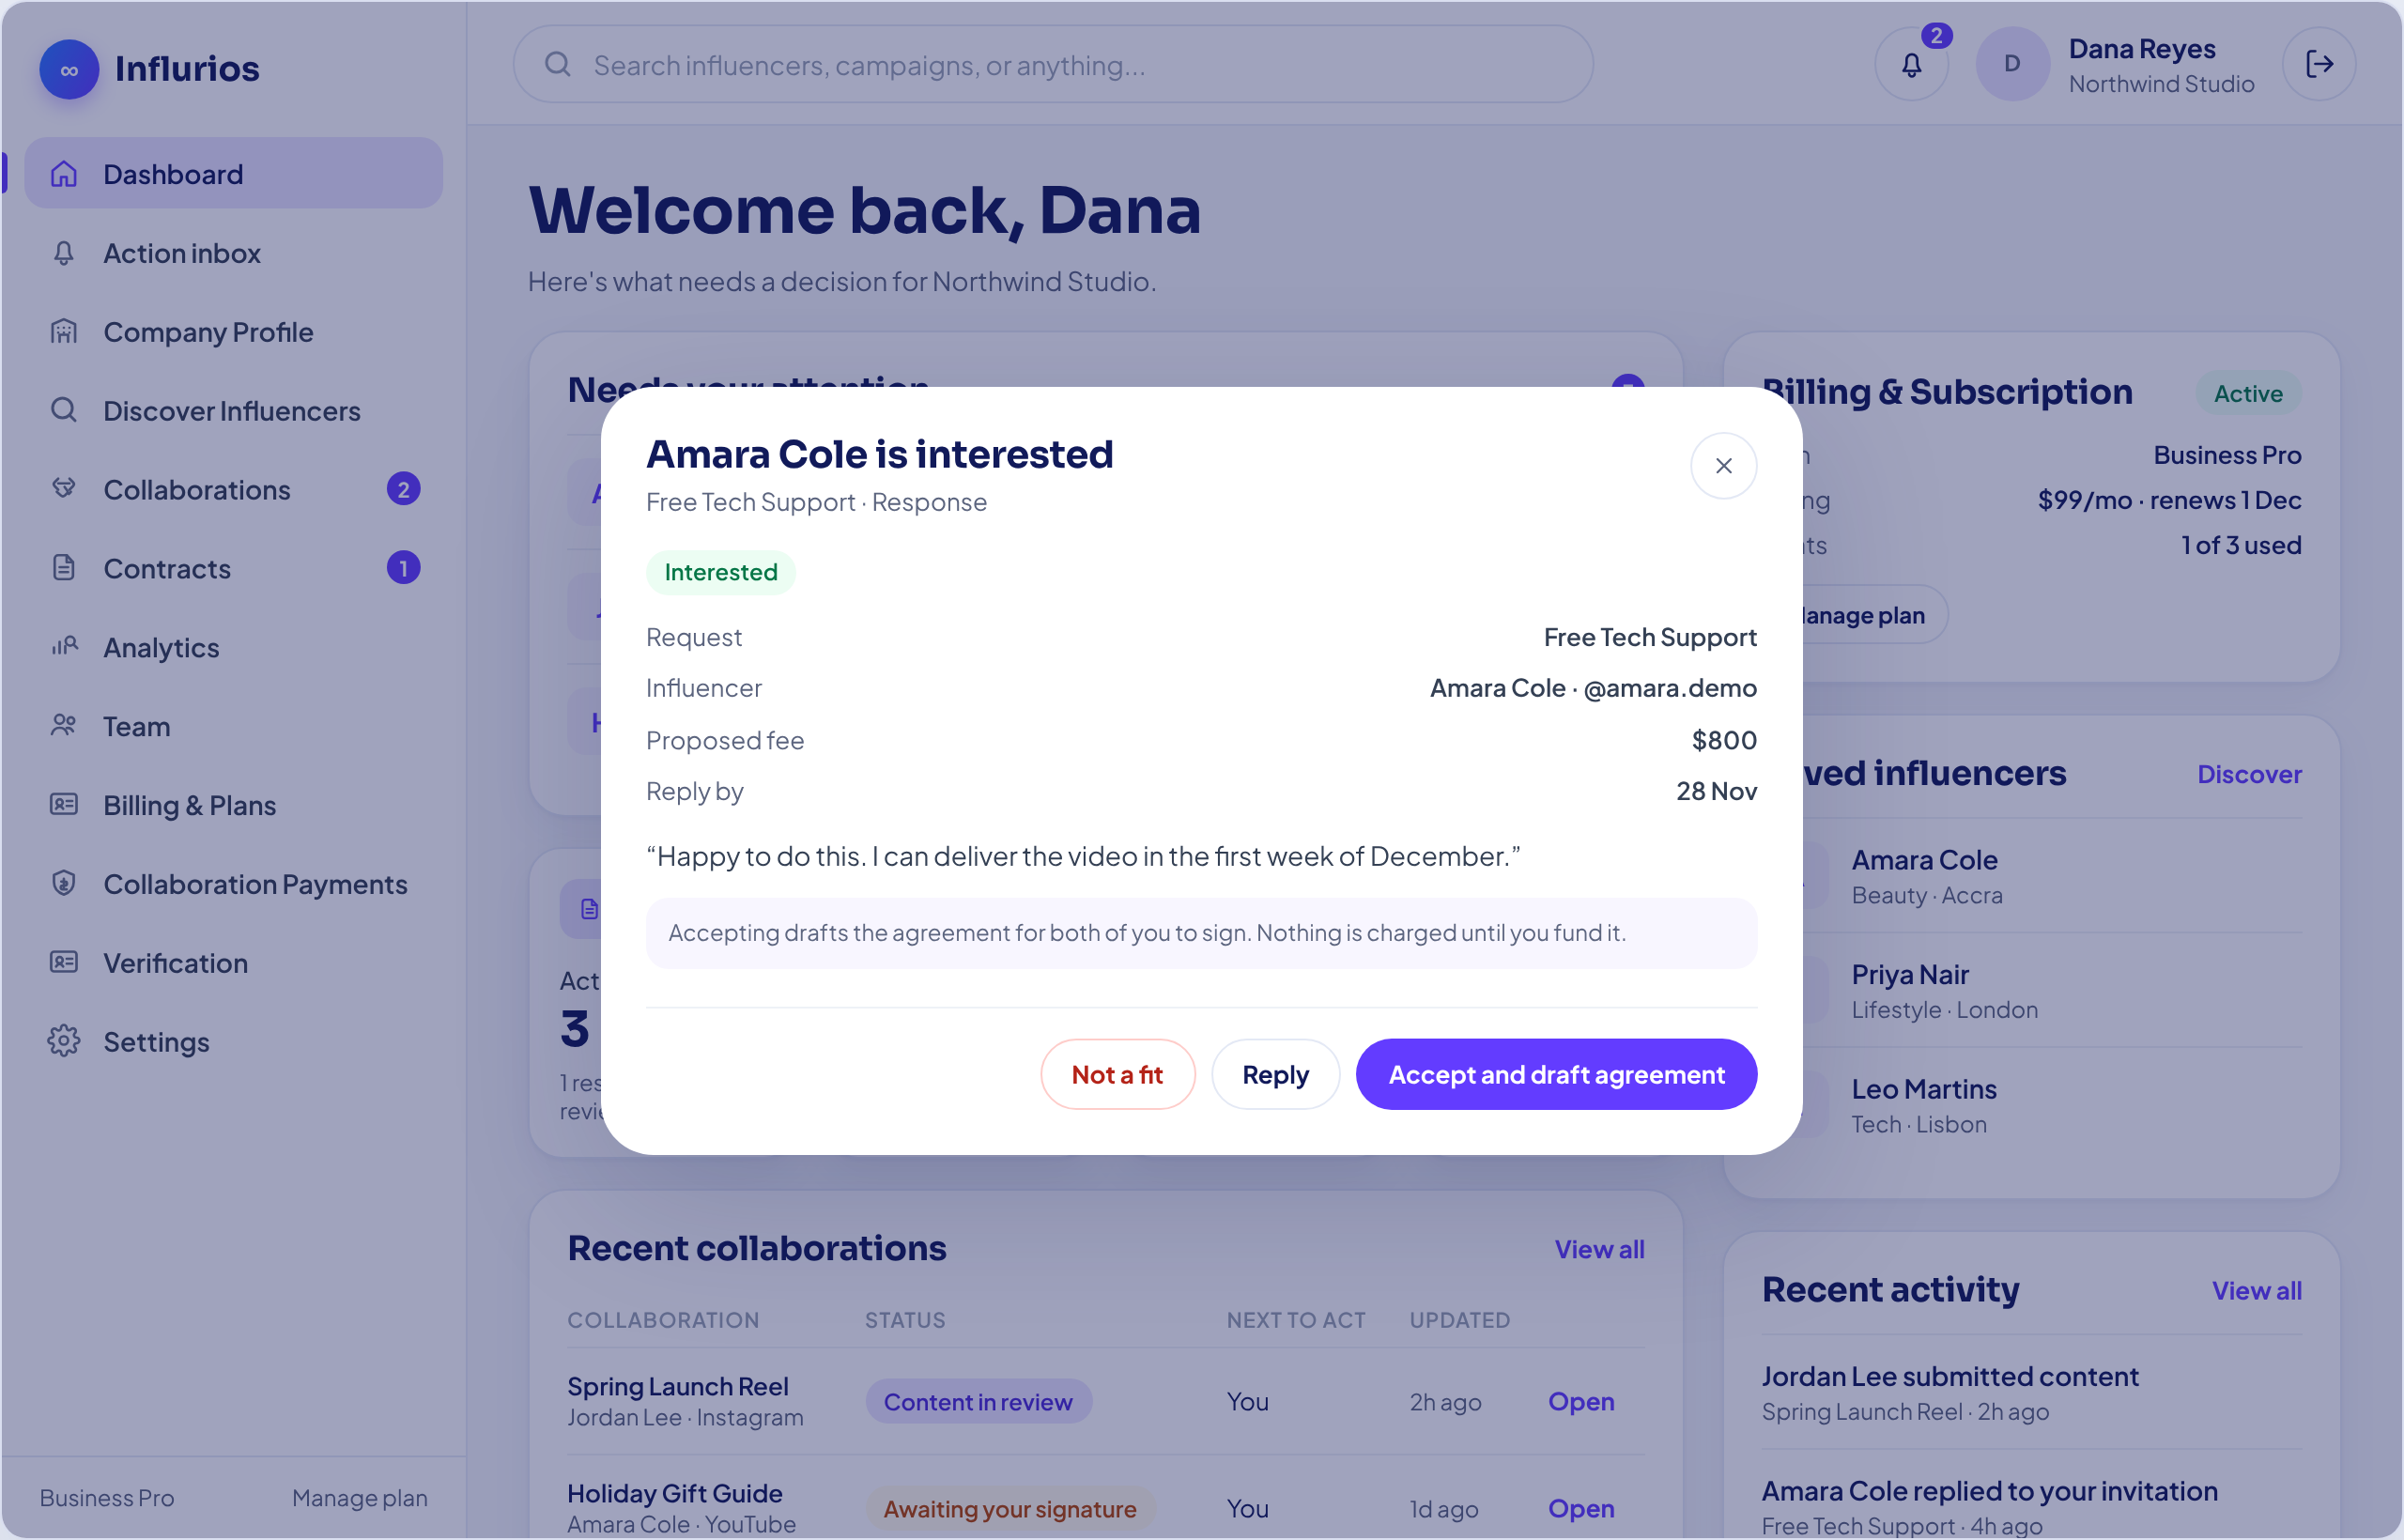 ∞ Influrios
Search influencers, campaigns, or anything...
2
D
Dana Reyes
Northwind Studio
Dashboard
Action inbox
Company Profile
Discover Influencers
Collaborations 2
Contracts 1
Analytics
Team
Billing & Plans
Collaboration Payments
Verification
Settings
Business Pro Manage plan
Welcome back, Dana
Here's what needs a decision for Northwind Studio.
Needs your attention
Amara Cole is interested
Free Tech Support · Response
Interested
Request Free Tech Support
Influencer Amara Cole · @amara.demo
Proposed fee $800
Reply by 28 Nov
“Happy to do this. I can deliver the video in the first week of December.”
Accepting drafts the agreement for both of you to sign. Nothing is charged until you fund it.
Not a fit Reply Accept and draft agreement
3
Billing & Subscription Active
Business Pro
$99/mo · renews 1 Dec
1 of 3 used
Manage plan
Discover
influencers
Amara Cole
Beauty · Accra
Priya Nair
Lifestyle · London
Leo Martins
Tech · Lisbon
Recent collaborations View all
COLLABORATION STATUS NEXT TO ACT UPDATED
Spring Launch Reel
Jordan Lee · Instagram
Content in review You 2h ago Open
Holiday Gift Guide
Amara Cole · YouTube
Awaiting your signature You 1d ago Open
Recent activity View all
Jordan Lee submitted content
Spring Launch Reel · 2h ago
Amara Cole replied to your invitation
Free Tech Support · 4h ago